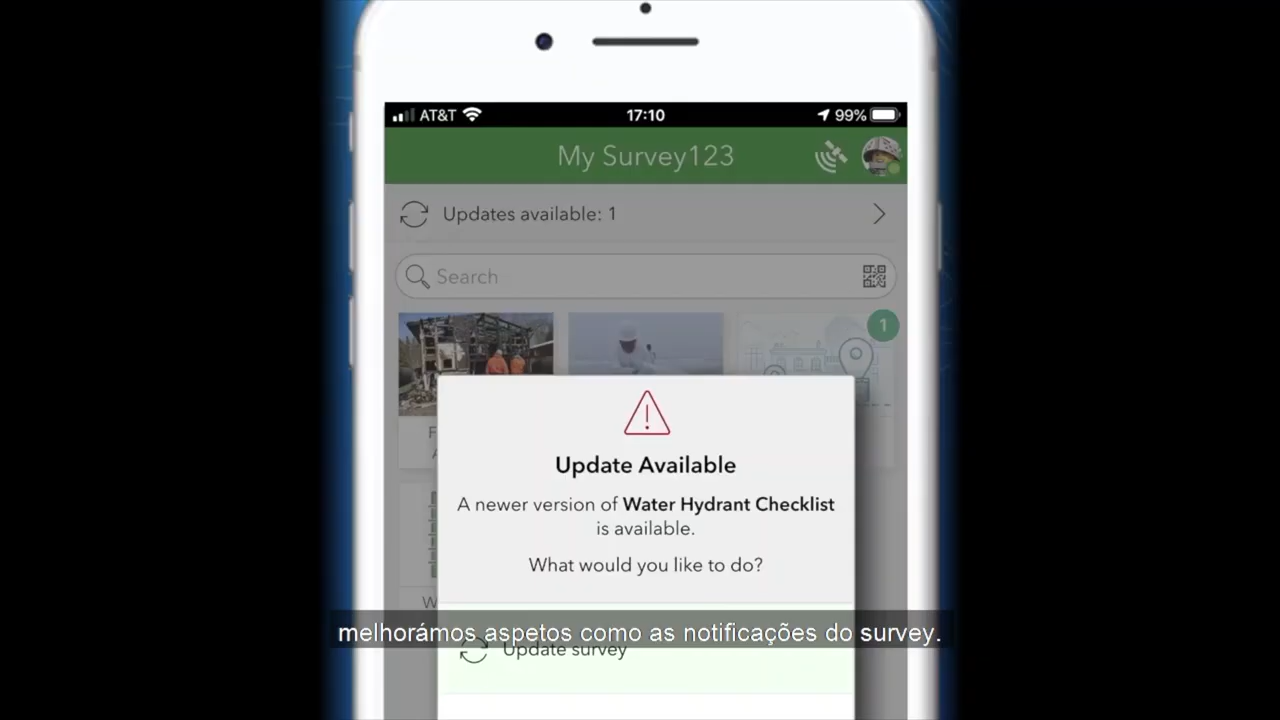 AT&T 17:10 99%
My Survey123
Updates available: 1
Search
1
F
A
Update Available
A newer version of Water Hydrant Checklist
is available.
What would you like to do?
W
melhorámos aspetos como as notificações do survey.
Update survey